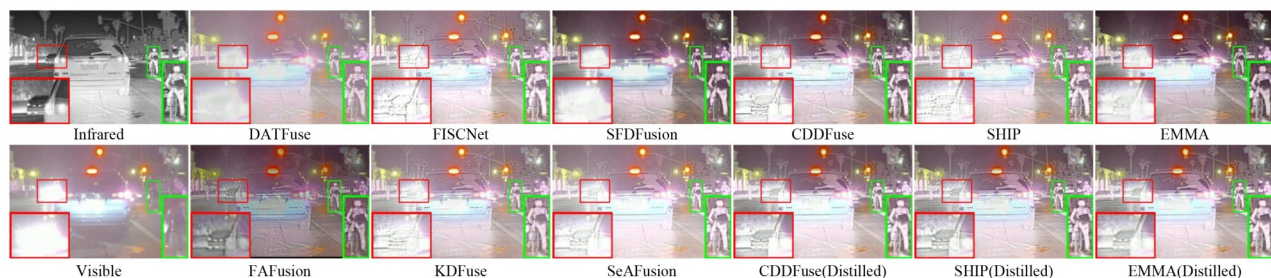 Infrared DATFuse FISCNet SFDFusion CDDFuse SHIP EMMA
Visible FAFusion KDFuse SeAFusion CDDFuse(Distilled) SHIP(Distilled) EMMA(Distilled)